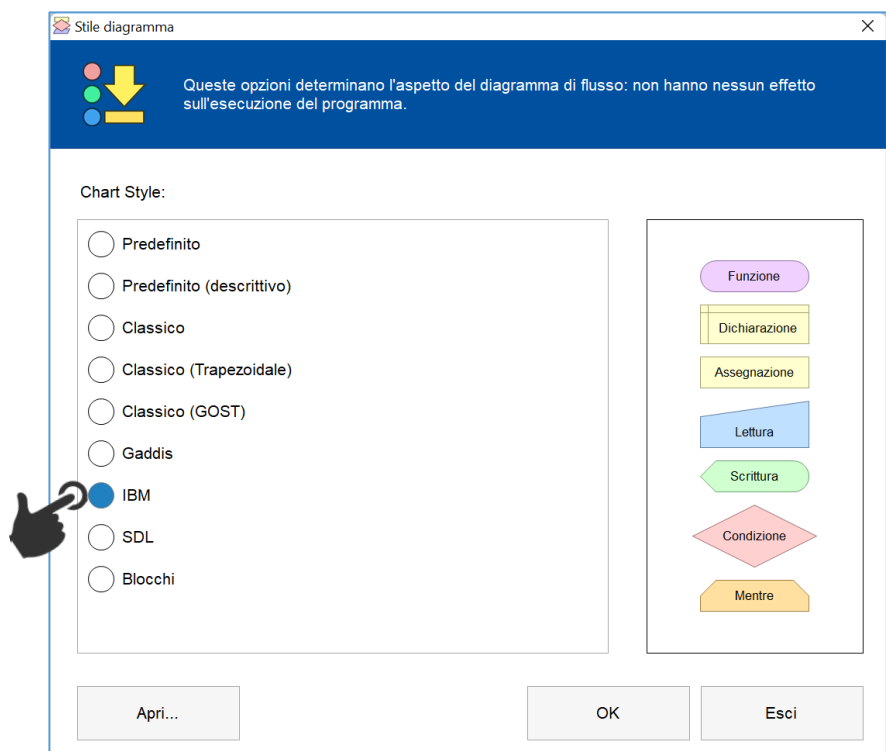 Stile diagramma
Queste opzioni determinano l'aspetto del diagramma di flusso: non hanno nessun effetto
sull'esecuzione del programma.
Chart Style:
Predefinito
Predefinito (descrittivo)
Classico
Classico (Trapezoidale)
Classico (GOST)
Gaddis
IBM
SDL
Blocchi
Funzione
Dichiarazione
Assegnazione
Lettura
Scrittura
Condizione
Mentre
Apri...
OK
Esci